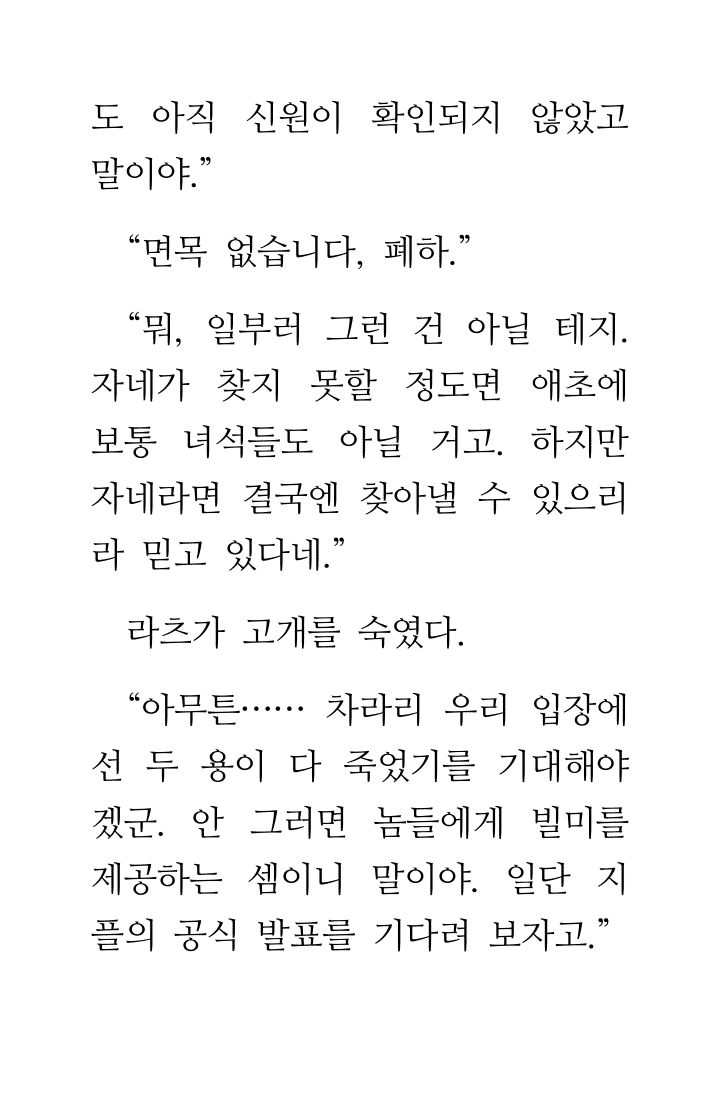 도 아직 신원이 확인되지 않았고
말이야.”
“면목 없습니다, 폐하.”
“뭐, 일부러 그런 건 아닐 테지.
자네가 찾지 못할 정도면 애초에
보통 녀석들도 아닐 거고. 하지만
자네라면 결국엔 찾아낼 수 있으리
라 믿고 있다네.”
라츠가 고개를 숙였다.
“아무튼…… 차라리 우리 입장에
선 두 용이 다 죽었기를 기대해야
겠군. 안 그러면 놈들에게 빌미를
제공하는 셈이니 말이야. 일단 지
플의 공식 발표를 기다려 보자고.”